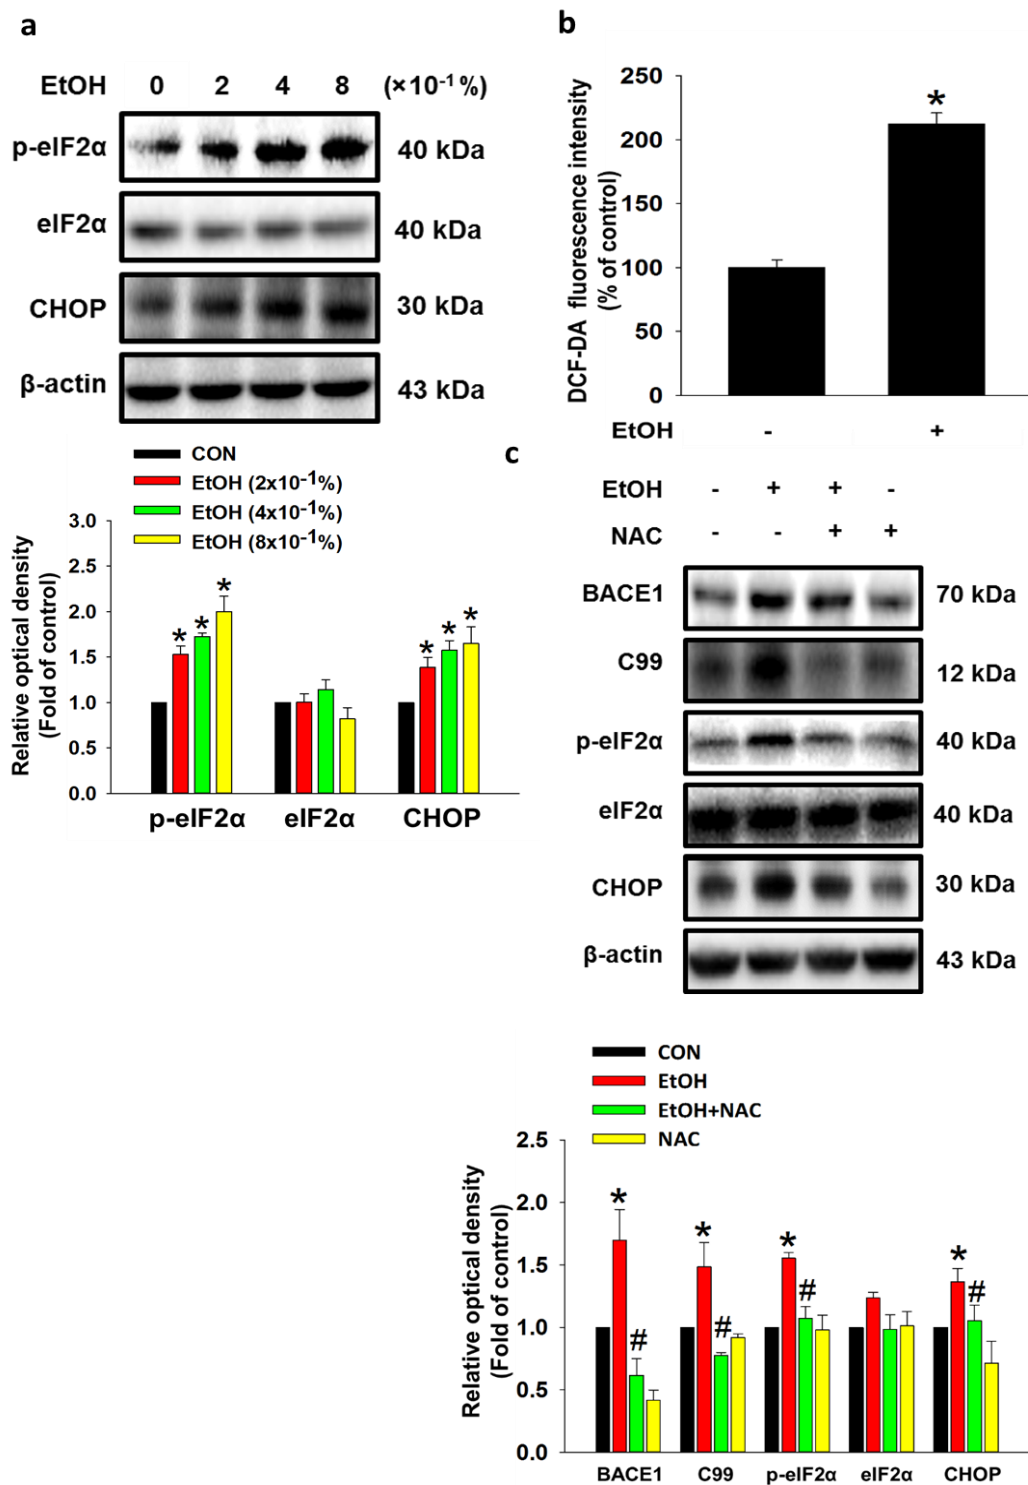 a
EtOH 0 2 4 8 (×10⁻¹ %)
p-eIF2α 40 kDa
eIF2α 40 kDa
CHOP 30 kDa
β-actin 43 kDa
CON
EtOH (2x10⁻¹%)
EtOH (4x10⁻¹%)
EtOH (8x10⁻¹%)
Relative optical density
(Fold of control)
3.0
2.5
2.0
1.5
1.0
0.5
0.0
* * *
* * *
p-eIF2α eIF2α CHOP
b
DCF-DA fluorescence intensity
(% of control)
250
200
150
100
50
0
*
EtOH - +
c
EtOH - + + -
NAC - - + +
BACE1 70 kDa
C99 12 kDa
p-eIF2α 40 kDa
eIF2α 40 kDa
CHOP 30 kDa
β-actin 43 kDa
CON
EtOH
EtOH+NAC
NAC
Relative optical density
(Fold of control)
2.5
2.0
1.5
1.0
0.5
0.0
* # * # * # * #
BACE1 C99 p-eIF2α eIF2α CHOP